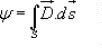 ψ = ∫_S D⃗.ds⃗